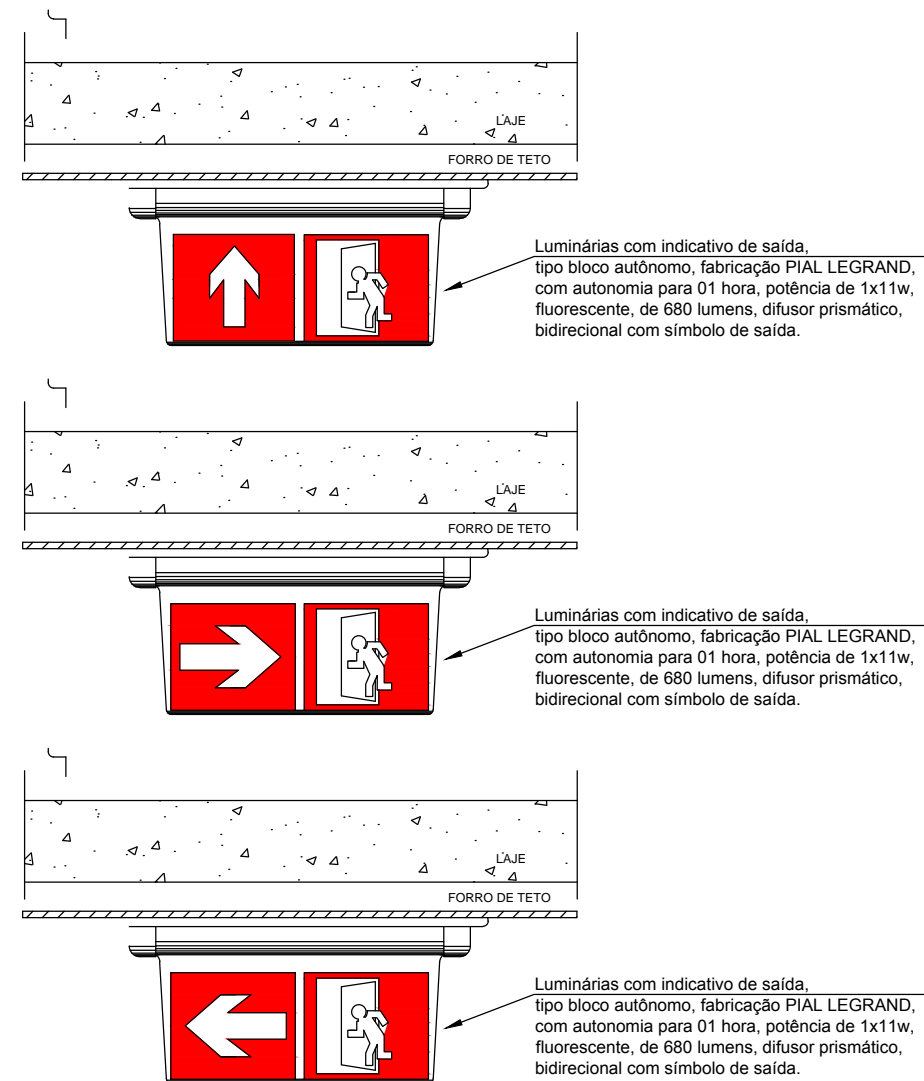 LAJE
FORRO DE TETO
Luminárias com indicativo de saída,
tipo bloco autônomo, fabricação PIAL LEGRAND,
com autonomia para 01 hora, potência de 1x11w,
fluorescente, de 680 lumens, difusor prismático,
bidirecional com símbolo de saída.
LAJE
FORRO DE TETO
Luminárias com indicativo de saída,
tipo bloco autônomo, fabricação PIAL LEGRAND,
com autonomia para 01 hora, potência de 1x11w,
fluorescente, de 680 lumens, difusor prismático,
bidirecional com símbolo de saída.
LAJE
FORRO DE TETO
Luminárias com indicativo de saída,
tipo bloco autônomo, fabricação PIAL LEGRAND,
com autonomia para 01 hora, potência de 1x11w,
fluorescente, de 680 lumens, difusor prismático,
bidirecional com símbolo de saída.